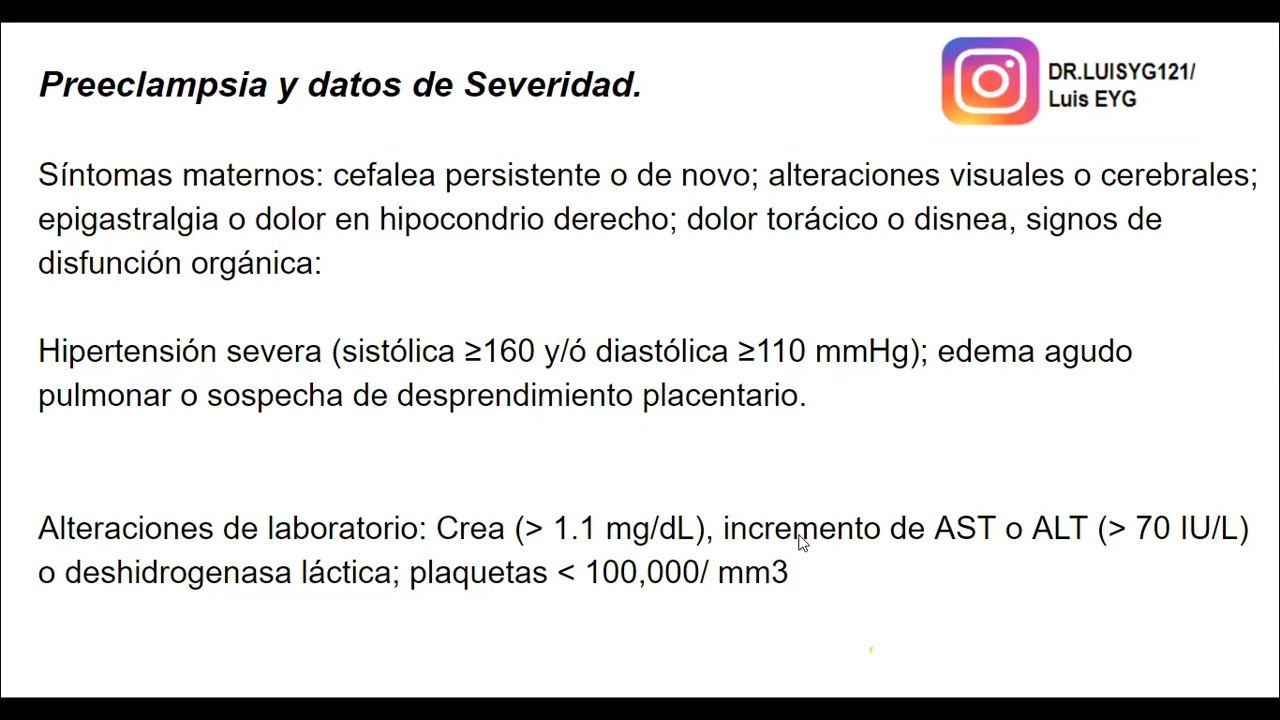 Preeclampsia y datos de Severidad.
DR.LUISYG121/
Luis EYG
Síntomas maternos: cefalea persistente o de novo; alteraciones visuales o cerebrales;
epigastralgia o dolor en hipocondrio derecho; dolor torácico o disnea, signos de
disfunción orgánica:
Hipertensión severa (sistólica ≥160 y/ó diastólica ≥110 mmHg); edema agudo
pulmonar o sospecha de desprendimiento placentario.
Alteraciones de laboratorio: Crea (> 1.1 mg/dL), incremento de AST o ALT (> 70 IU/L)
o deshidrogenasa láctica; plaquetas < 100,000/ mm3